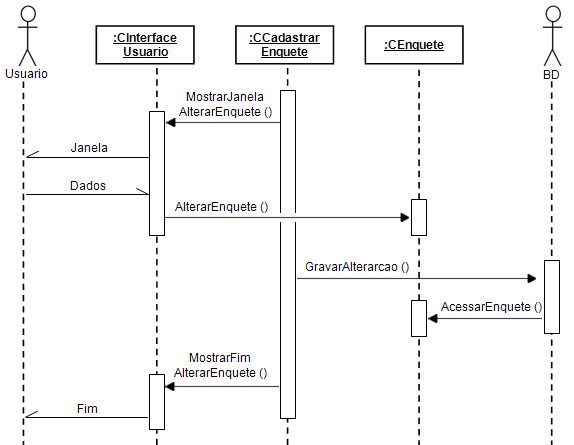 :CInterface
Usuario
:CCadastrar
Enquete
:CEnquete
Usuario
BD
MostrarJanela
AlterarEnquete ()
Janela
Dados
AlterarEnquete ()
GravarAlterarcao ()
AcessarEnquete ()
MostrarFim
AlterarEnquete ()
Fim